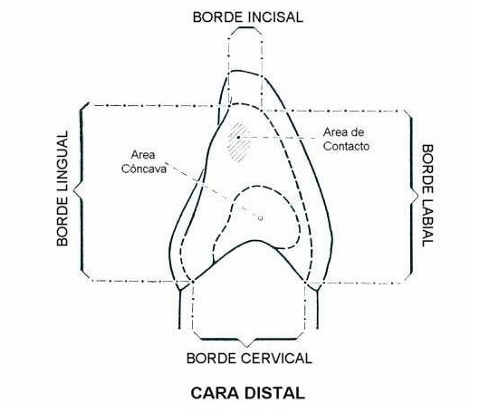 BORDE INCISAL
Area de
Contacto
Area
Cóncava
BORDE LINGUAL
BORDE LABIAL
BORDE CERVICAL
CARA DISTAL